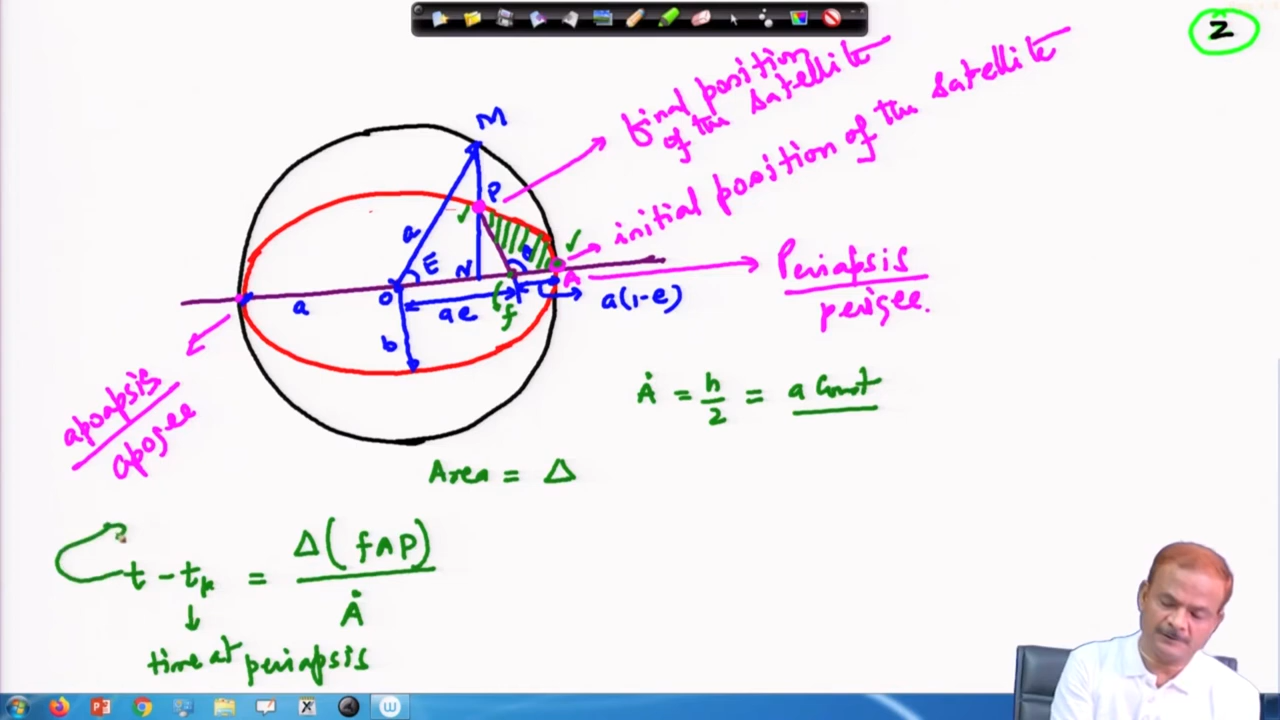 2
final position
of the satellite
initial position of the satellite
M
P
a
E
N
θ
O
A
a
ae
f
a(1-e)
b
Periapsis
perigee.
apoapsis
apogee
Ȧ = h/2 = a const
Area = Δ
t - tp = Δ(fAP)/Ȧ
time at periapsis